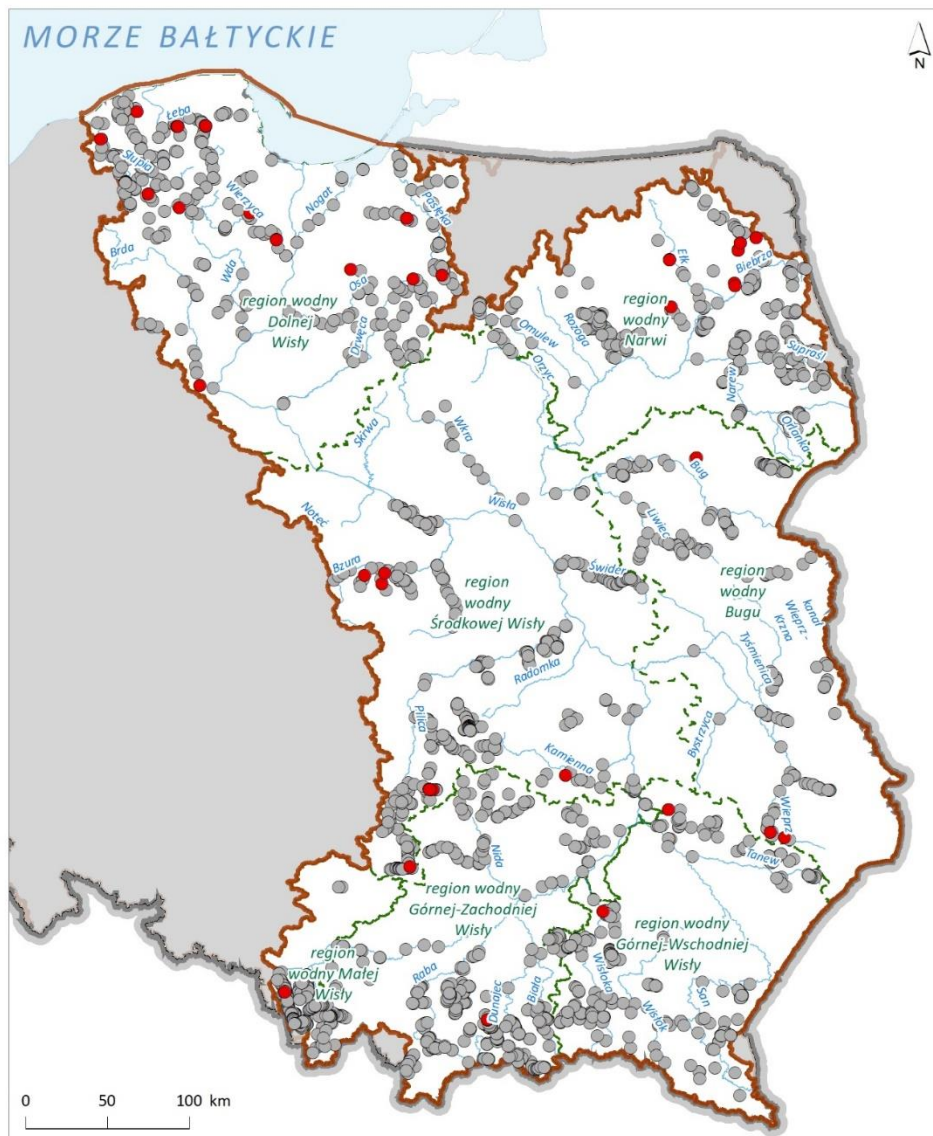 MORZE BAŁTYCKIE
N
Łeba
Słupia
Wierzyca
Nogat
Pasłęka
Brda
Wda
Osa
Drwęca
region wodny
Dolnej
Wisły
Ełk
Biebrza
region
wodny
Narwi
Rozoga
Omulew
Orzyc
Supraśl
Narew
Orlanka
Skrwa
Wkra
Bug
Wisła
Noteć
Liwiec
Bzura
Świder
region
wodny
Środkowej Wisły
region
wodny
Bugu
kanał
Wieprz-
Krzna
Tyśmienica
Radomka
Pilica
Bystrzyca
Kamienna
Wieprz
Tanew
Nida
region wodny
Górnej-Zachodniej
Wisły
region wodny
Górnej-Wschodniej
Wisły
region
wodny Małej
Wisły
Raba
Dunajec
Biała
Wisłoka
Wisłok
San
0 50 100 km